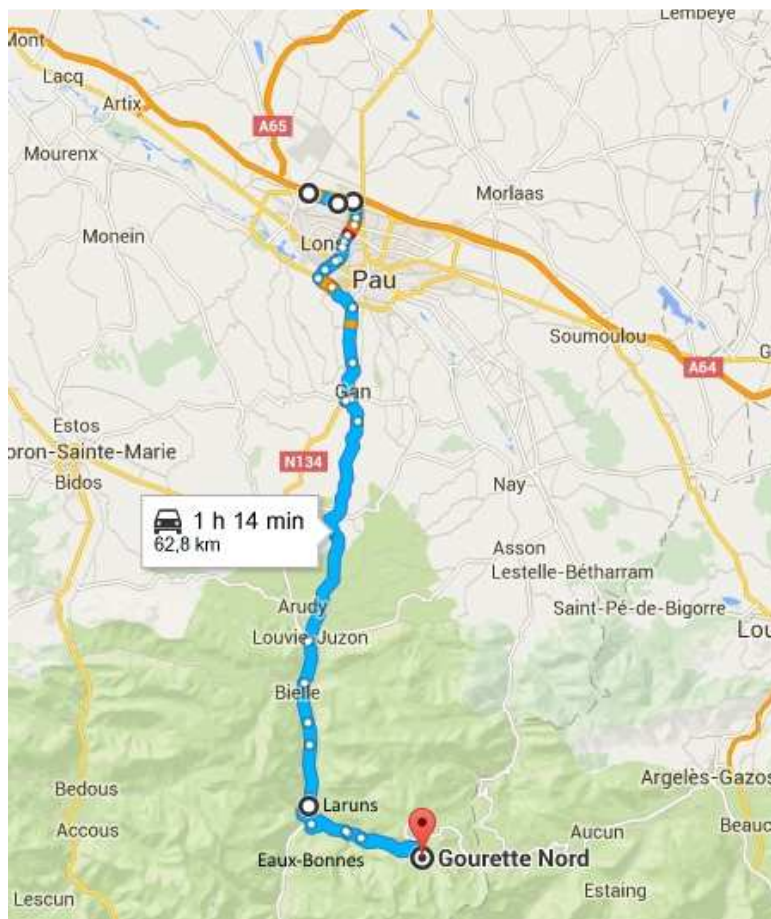 Lembeye
Mont
Lacq
Artix
A65
Mourenx
Morlaas
Monein
Lons
Pau
Soumoulou
G
A64
Gan
Estos
oron-Sainte-Marie
N134
Bidos
Nay
1 h 14 min
62,8 km
Asson
Lestelle-Bétharram
Arudy
Saint-Pé-de-Bigorre
Louvie-Juzon
Lou
Bielle
Argelès-Gazos
Bedous
Laruns
Accous
Aucun
Beauc
Eaux-Bonnes
Gourette Nord
Lescun
Estaing